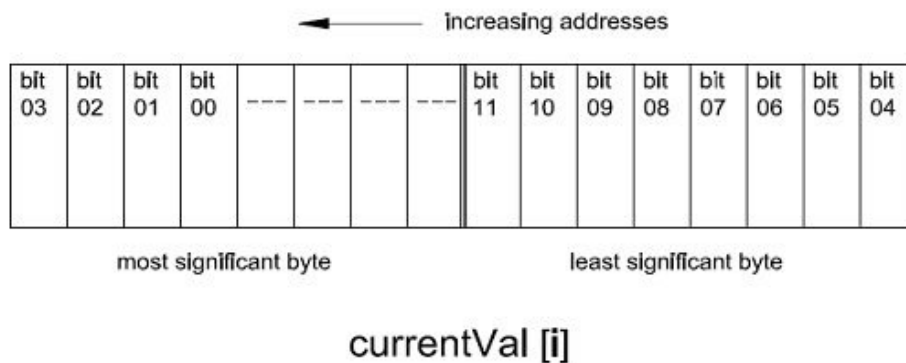 increasing addresses
bit bit bit bit bit bit bit bit bit bit bit bit
03 02 01 00 --- --- --- --- 11 10 09 08 07 06 05 04
most significant byte least significant byte
currentVal [i]